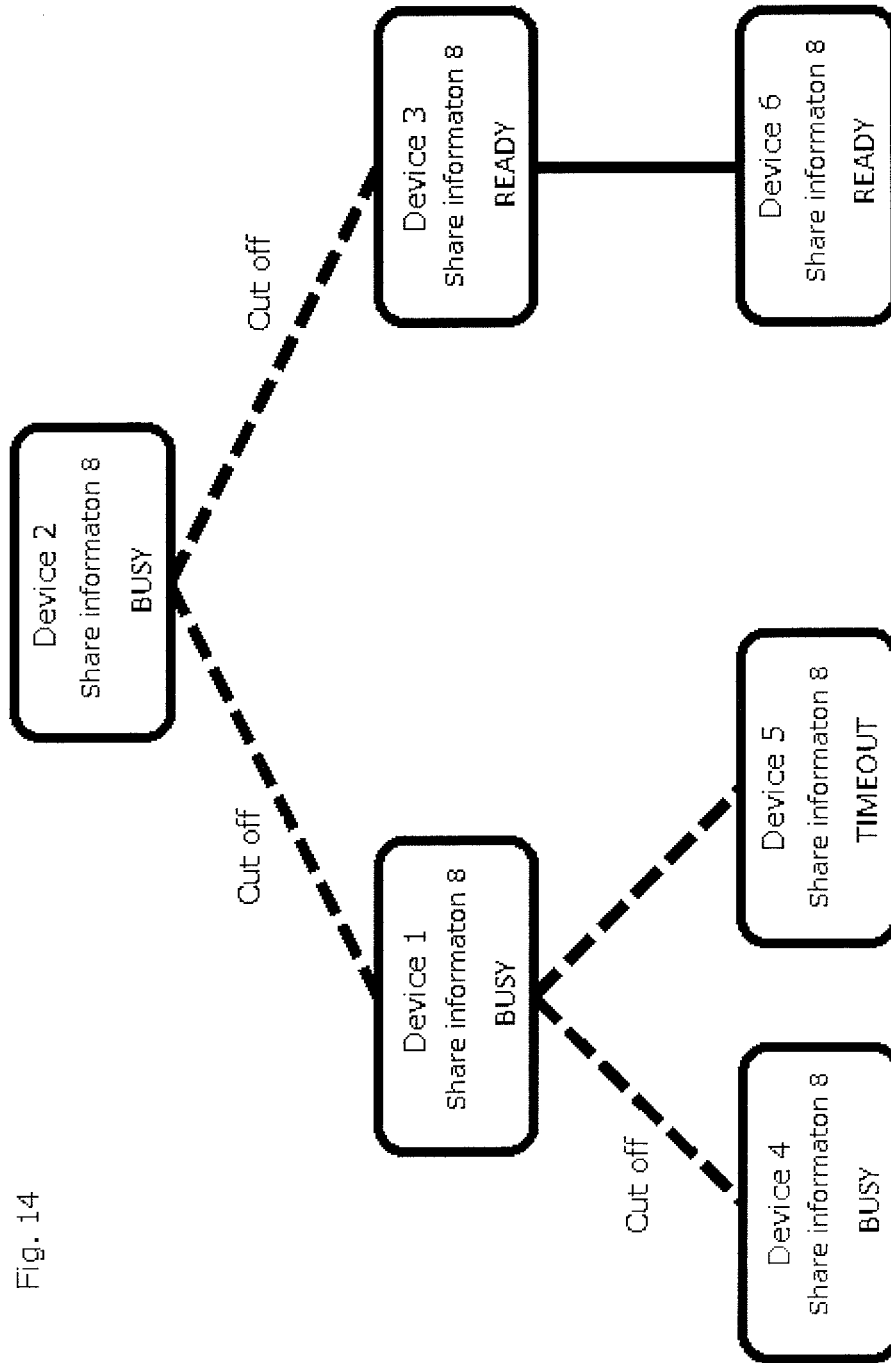 Fig. 14
Device 2
Share informaton 8
BUSY
Cut off
Cut off
Device 1
Share informaton 8
BUSY
Device 3
Share informaton 8
READY
Cut off
Device 4
Share informaton 8
BUSY
Device 5
Share informaton 8
TIMEOUT
Device 6
Share informaton 8
READY